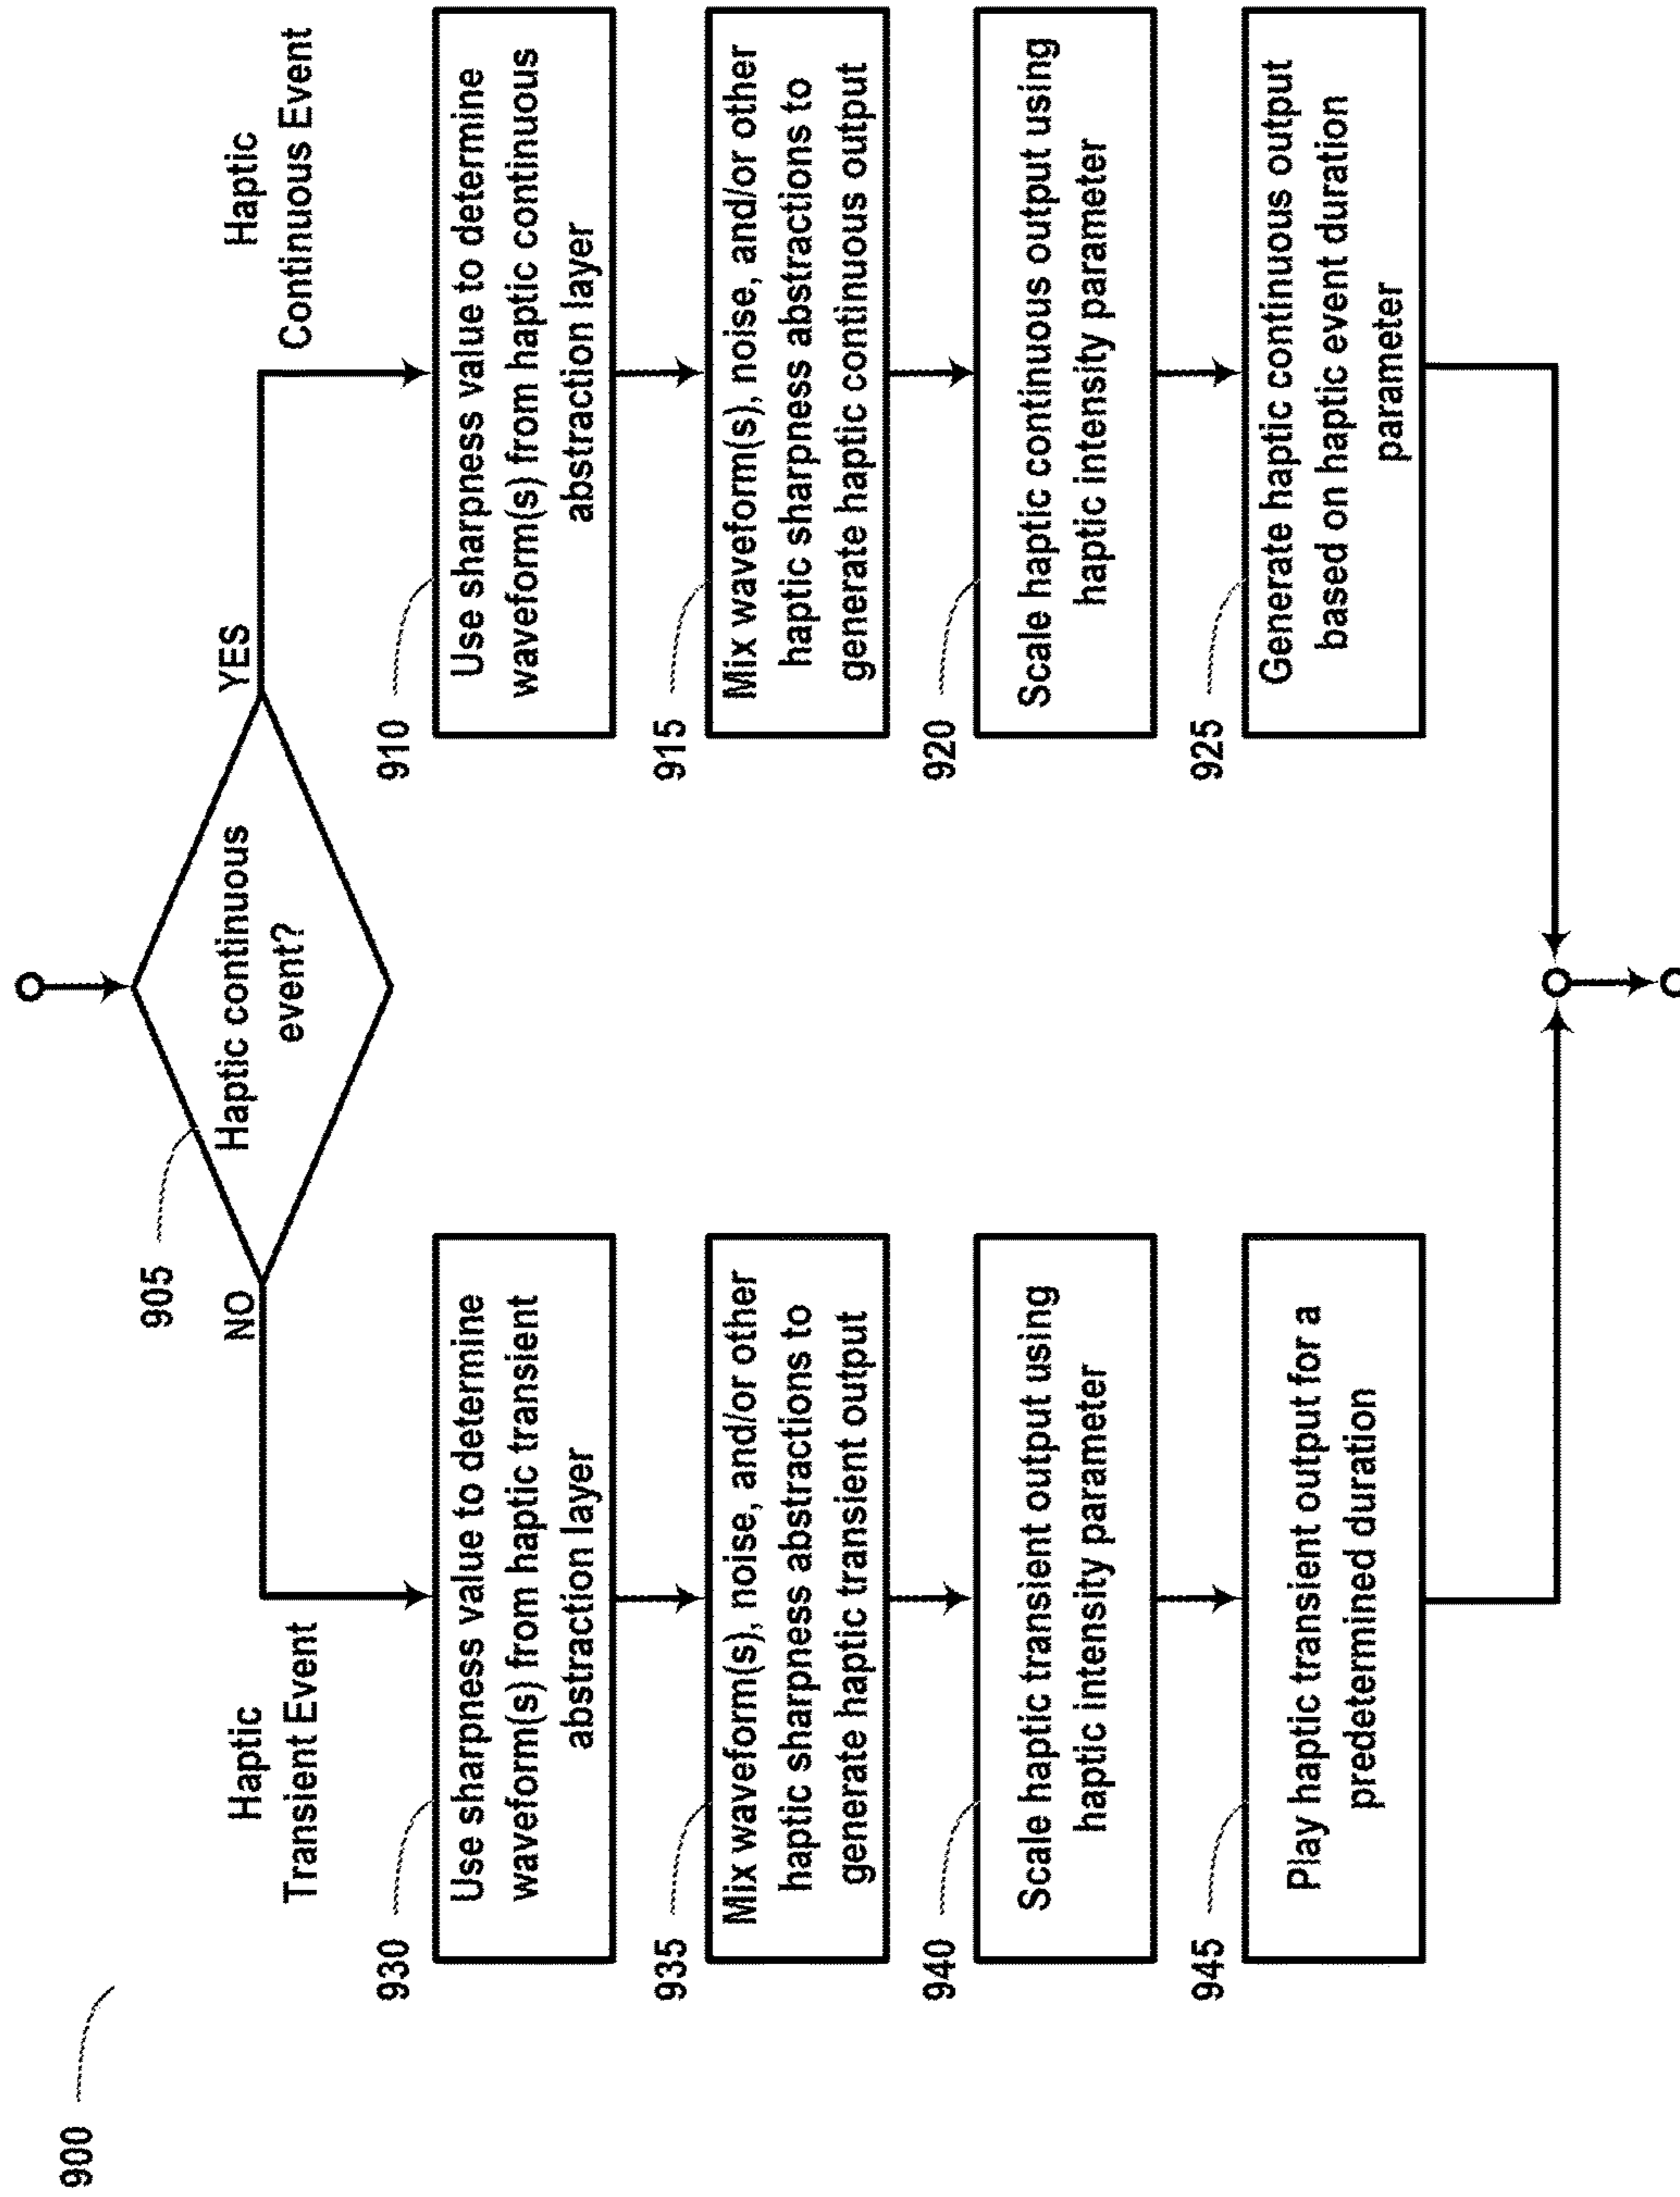 900
905
Haptic continuous
event?
NO
YES
Haptic
Transient Event
930
Use sharpness value to determine
waveform(s) from haptic transient
abstraction layer
935
Mix waveform(s), noise, and/or other
haptic sharpness abstractions to
generate haptic transient output
940
Scale haptic transient output using
haptic intensity parameter
945
Play haptic transient output for a
predetermined duration
Haptic
Continuous Event
910
Use sharpness value to determine
waveform(s) from haptic continuous
abstraction layer
915
Mix waveform(s), noise, and/or other
haptic sharpness abstractions to
generate haptic continuous output
920
Scale haptic continuous output using
haptic intensity parameter
925
Generate haptic continuous output
based on haptic event duration
parameter